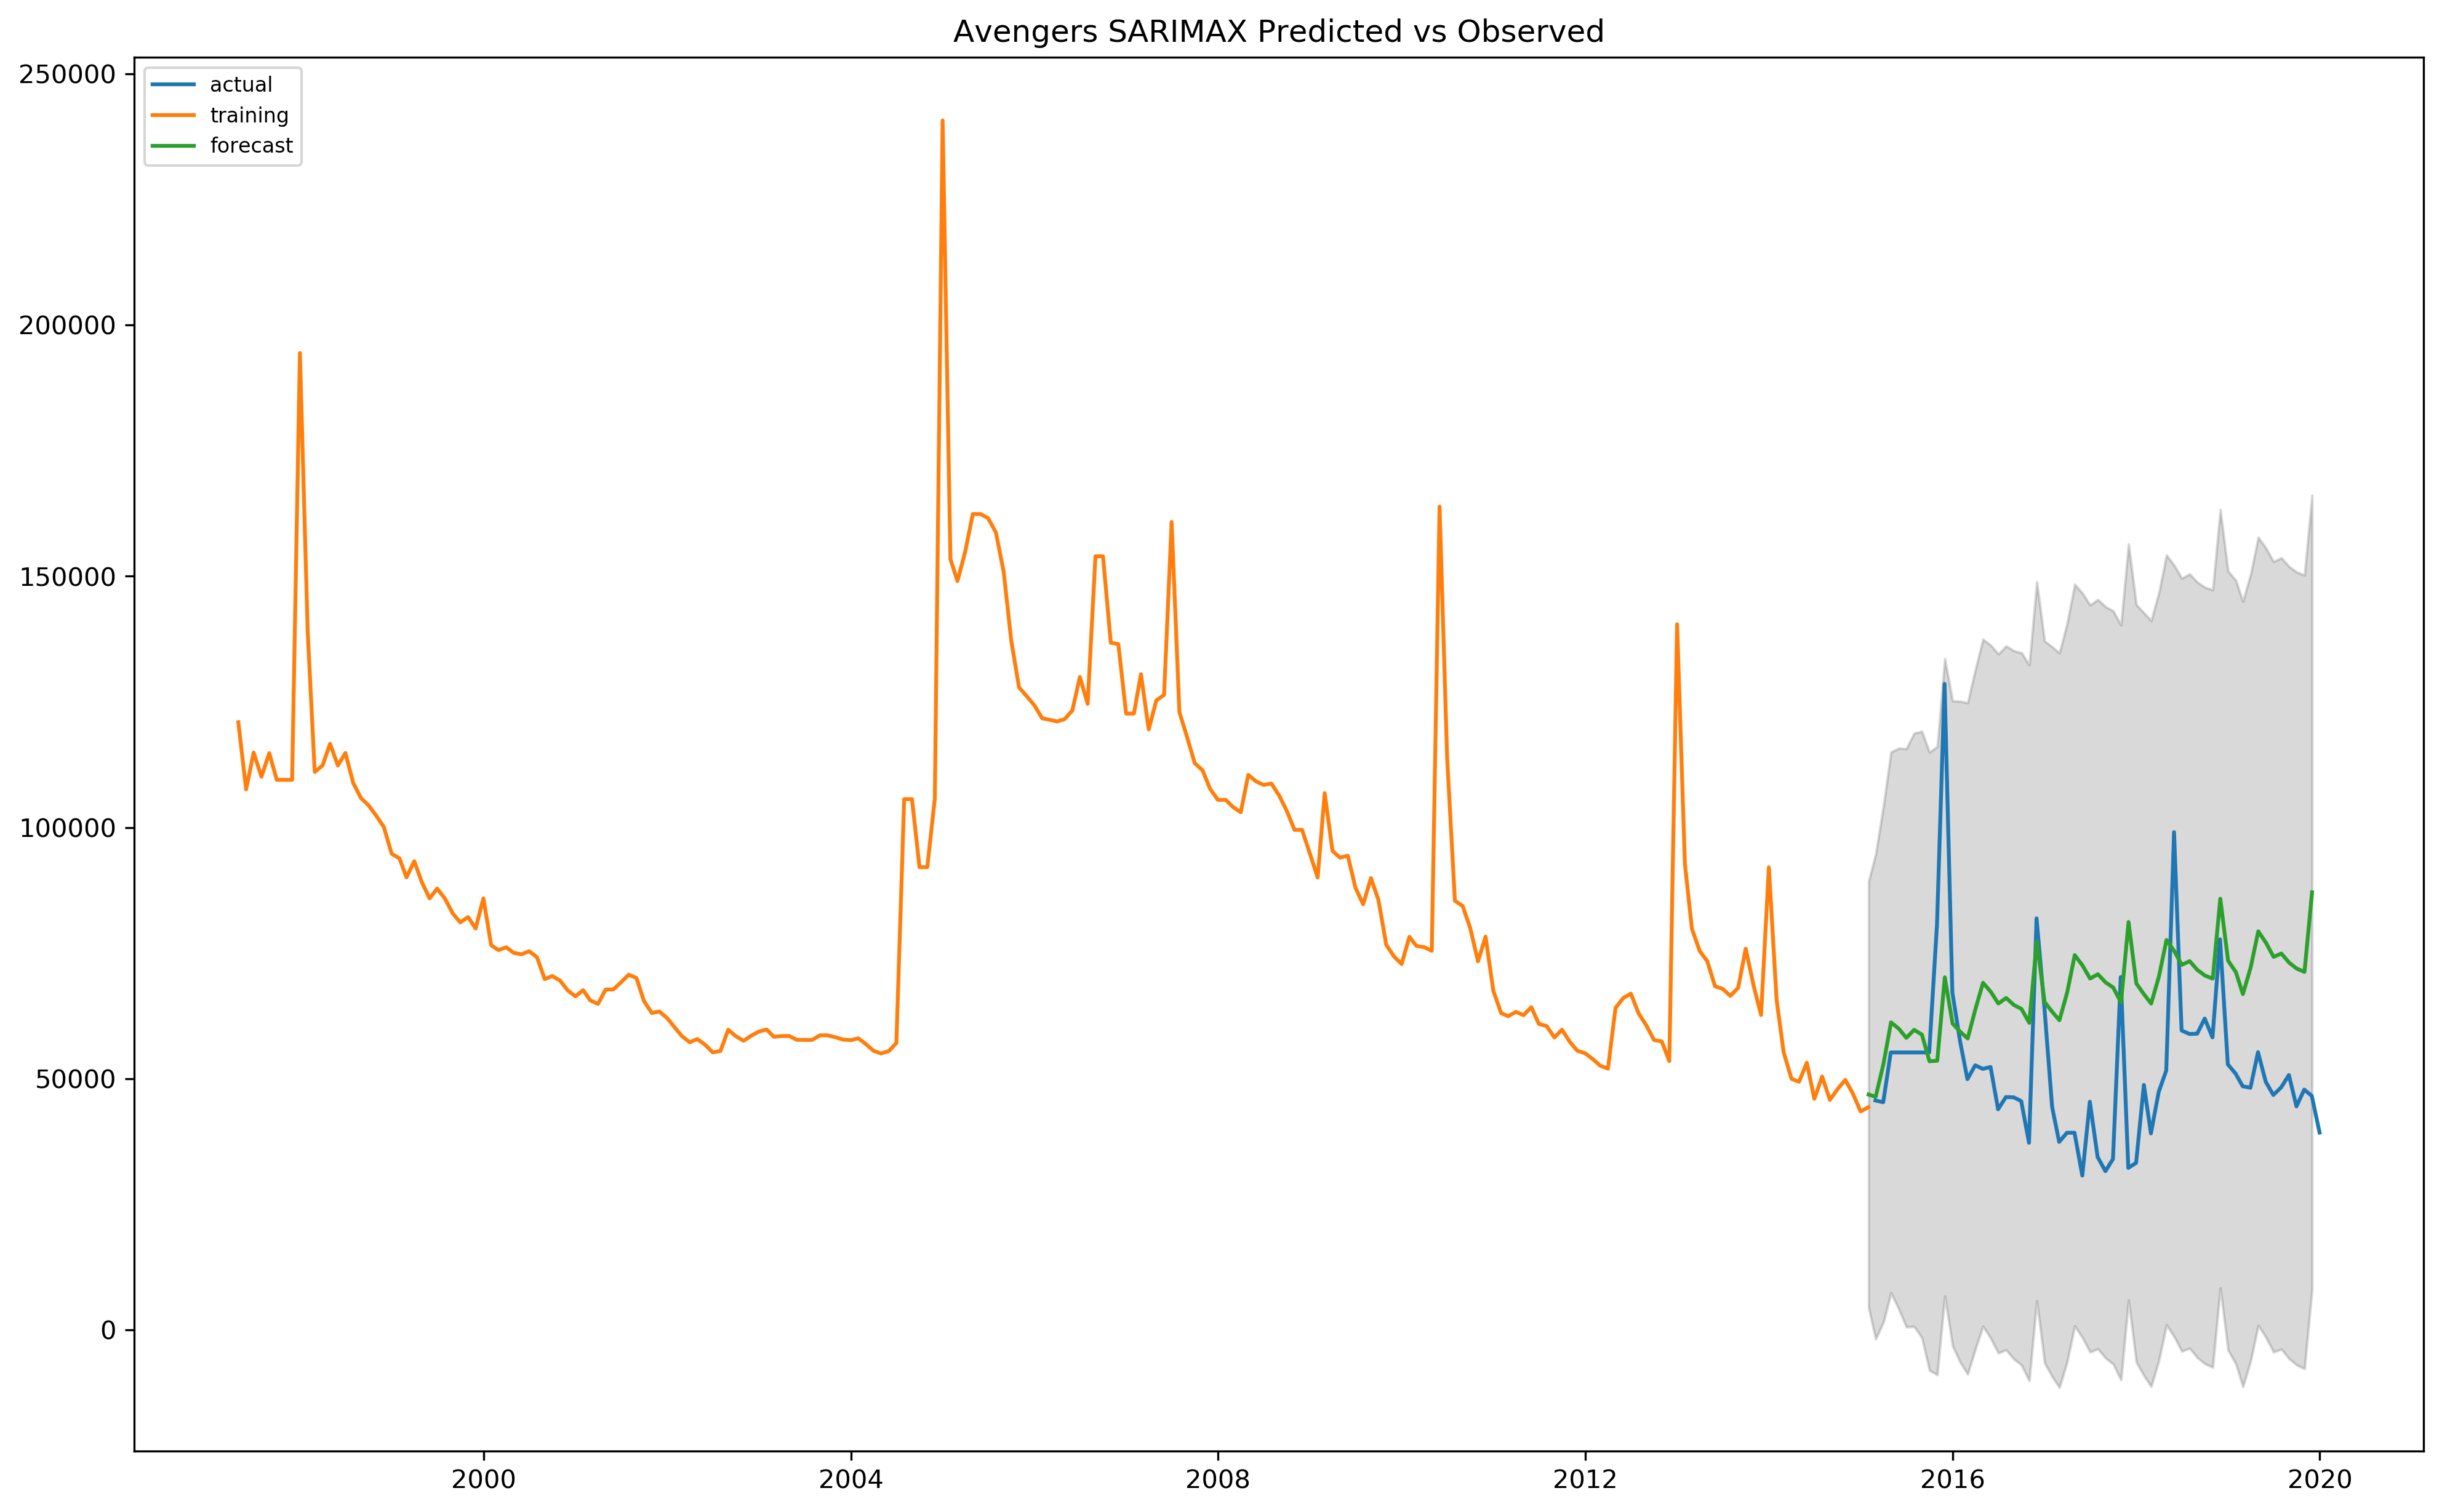 Avengers SARIMAX Predicted vs Observed
250000
actual
training
forecast
200000
150000
100000
50000
0
2000 2004 2008 2012 2016 2020